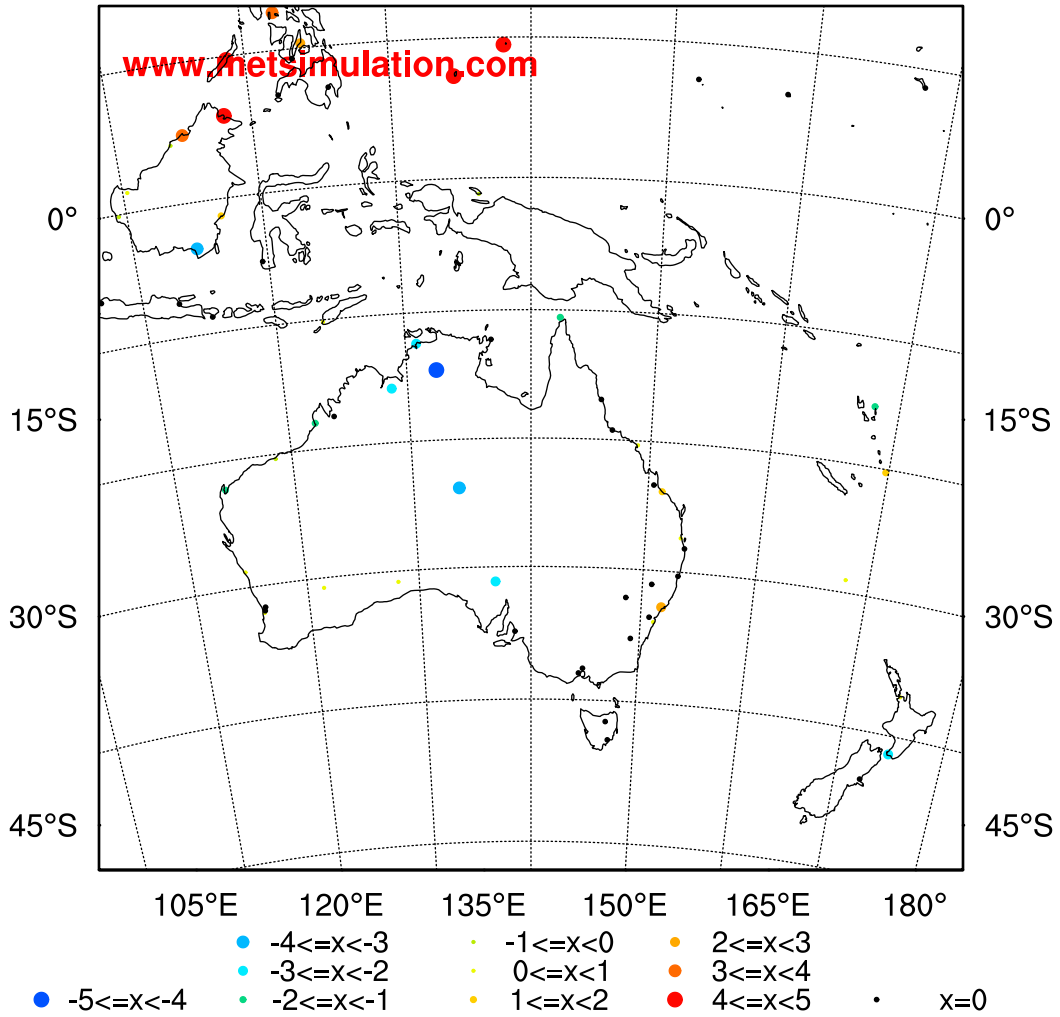 www.metsimulation.com
0° 0°
15°S 15°S
30°S 30°S
45°S 45°S
105°E 120°E 135°E 150°E 165°E 180°
-4<=x<-3 -1<=x<0 2<=x<3
-3<=x<-2 0<=x<1 3<=x<4
-5<=x<-4 -2<=x<-1 1<=x<2 4<=x<5 x=0